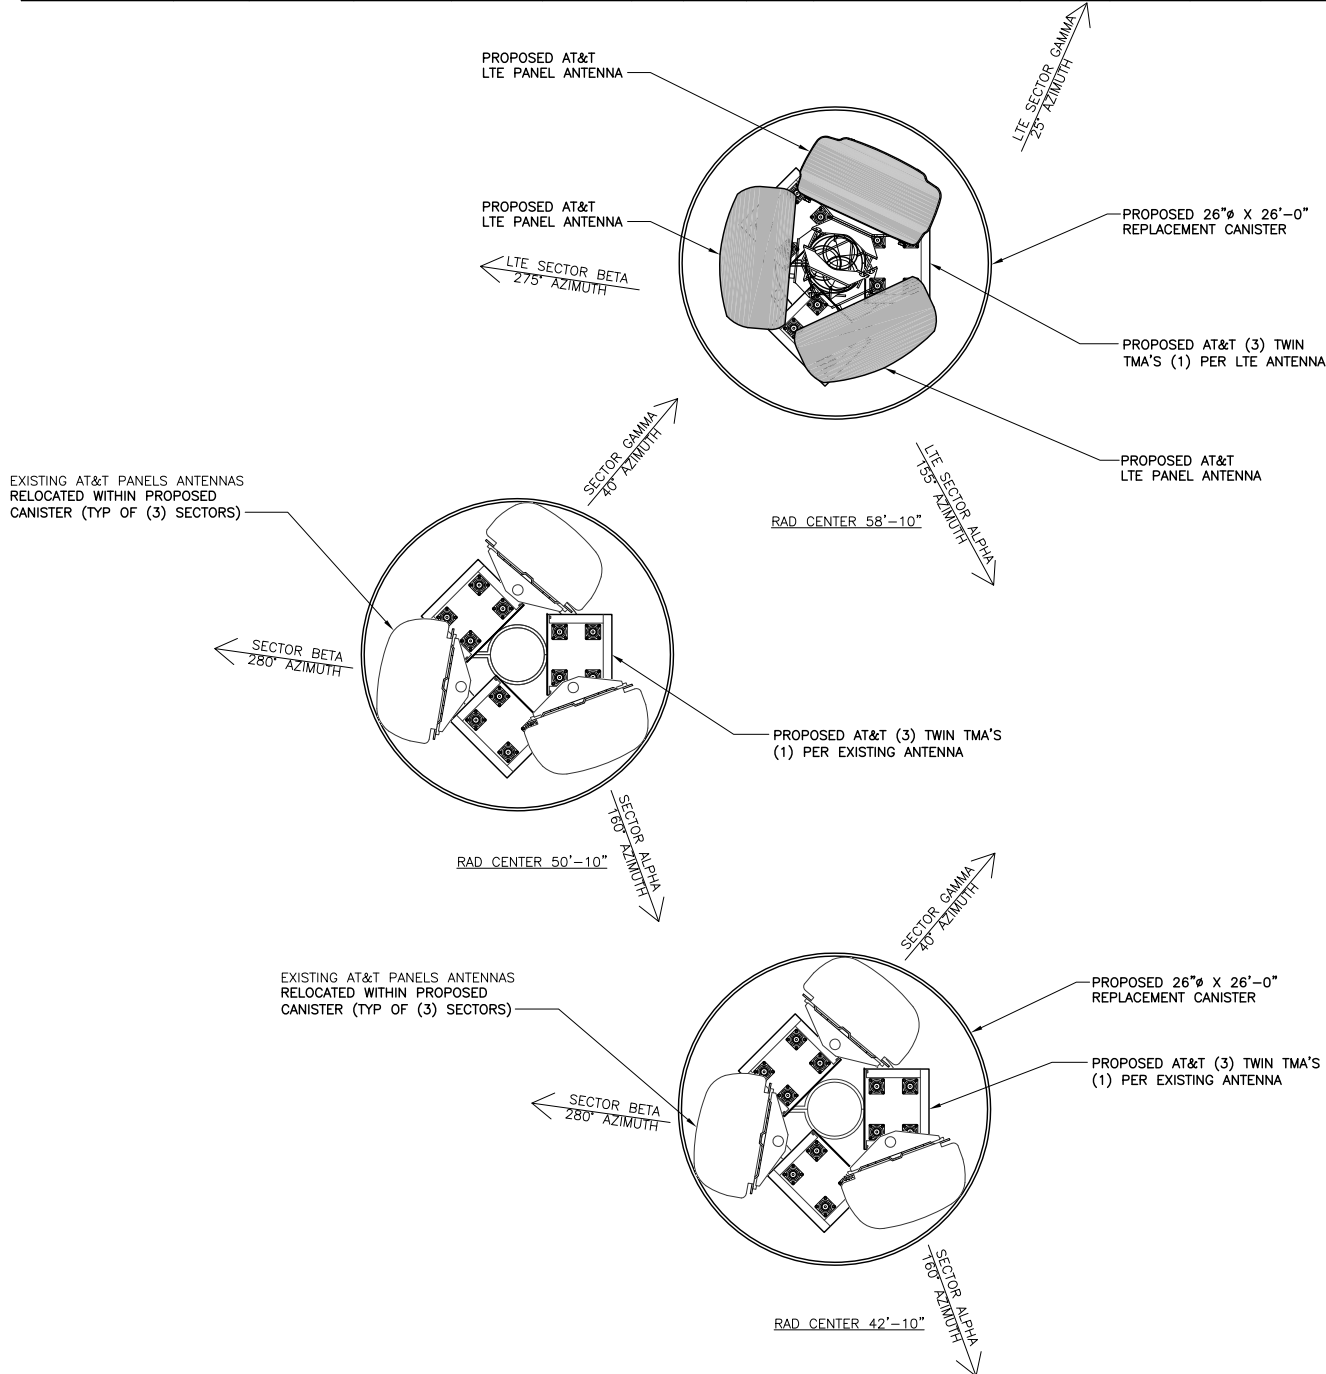 LTE SECTOR GAMMA
25° AZIMUTH
PROPOSED AT&T
LTE PANEL ANTENNA
PROPOSED AT&T
LTE PANEL ANTENNA
PROPOSED 26"ø X 26'-0"
REPLACEMENT CANISTER
LTE SECTOR BETA
275° AZIMUTH
PROPOSED AT&T (3) TWIN
TMA'S (1) PER LTE ANTENNA
PROPOSED AT&T
LTE PANEL ANTENNA
LTE SECTOR ALPHA
155° AZIMUTH
RAD CENTER 58'-10"
SECTOR GAMMA
40° AZIMUTH
EXISTING AT&T PANELS ANTENNAS
RELOCATED WITHIN PROPOSED
CANISTER (TYP OF (3) SECTORS)
SECTOR BETA
280° AZIMUTH
PROPOSED AT&T (3) TWIN TMA'S
(1) PER EXISTING ANTENNA
SECTOR ALPHA
160° AZIMUTH
RAD CENTER 50'-10"
SECTOR GAMMA
40° AZIMUTH
EXISTING AT&T PANELS ANTENNAS
RELOCATED WITHIN PROPOSED
CANISTER (TYP OF (3) SECTORS)
PROPOSED 26"ø X 26'-0"
REPLACEMENT CANISTER
PROPOSED AT&T (3) TWIN TMA'S
(1) PER EXISTING ANTENNA
SECTOR BETA
280° AZIMUTH
SECTOR ALPHA
160° AZIMUTH
RAD CENTER 42'-10"